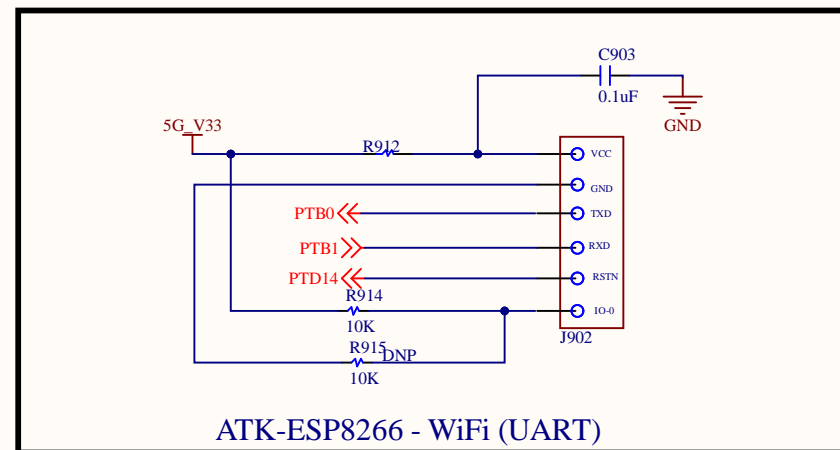 C903
0.1uF
GND
5G_V33
R912
VCC
GND
PTB0
TXD
PTB1
RXD
PTD14
RSTN
R914
10K
IO-0
J902
R915
DNP
10K
ATK-ESP8266 - WiFi (UART)